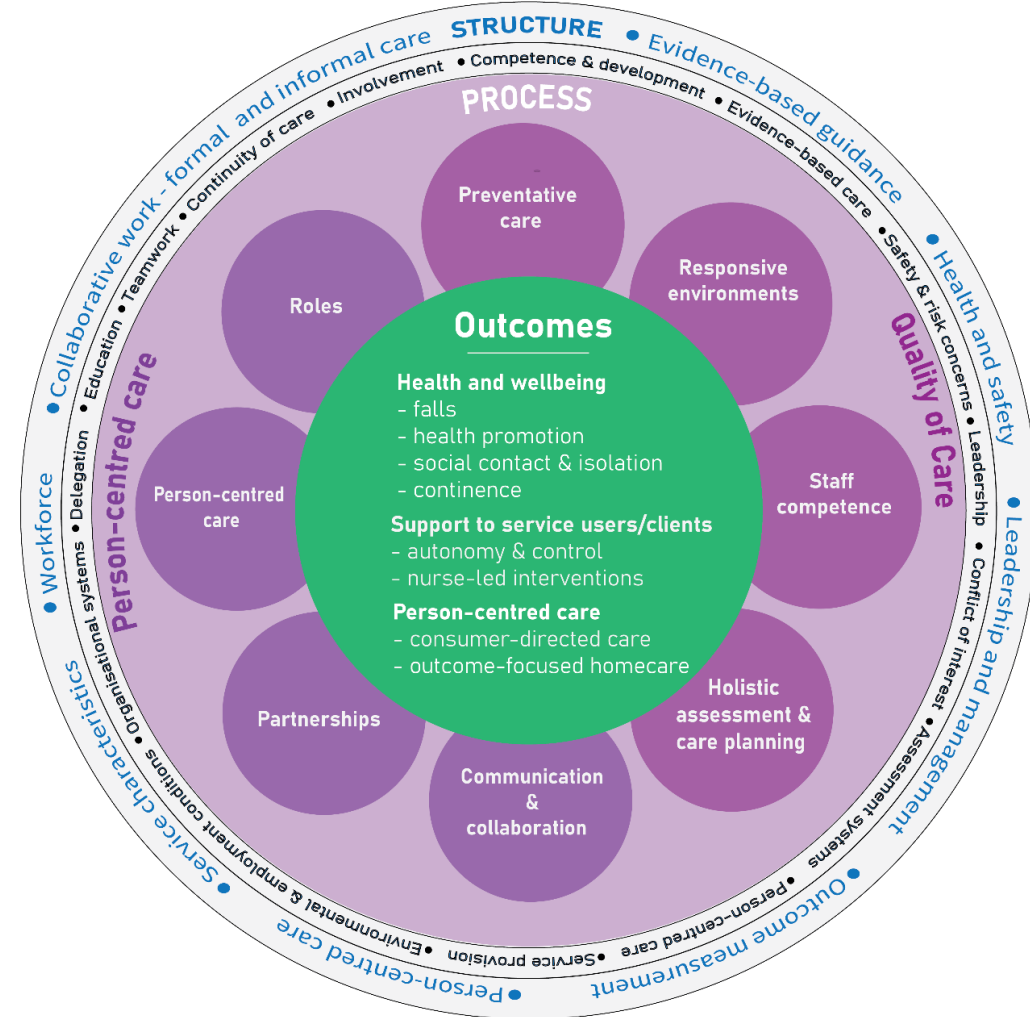 STRUCTURE
• Evidence-based guidance
• Health and safety
• Leadership and management
• Outcome measurement
• Person-centred care
• Service characteristics
• Workforce
• Collaborative work - formal and informal care
• Competence & development
• Evidence-based care
• Safety & risk concerns
• Leadership
• Conflict of interest
• Assessment systems
• Person-centred care
• Service provision
• Environmental & employment conditions
• Organisational systems
• Delegation
• Education
• Teamwork
• Continuity of care
• Involvement
PROCESS
Quality of Care
Person-centred care
Preventative
care
Responsive
environments
Staff
competence
Holistic
assessment &
care planning
Communication
&
collaboration
Partnerships
Person-centred
care
Roles
Outcomes
Health and wellbeing
- falls
- health promotion
- social contact & isolation
- continence
Support to service users/clients
- autonomy & control
- nurse-led interventions
Person-centred care
- consumer-directed care
- outcome-focused homecare